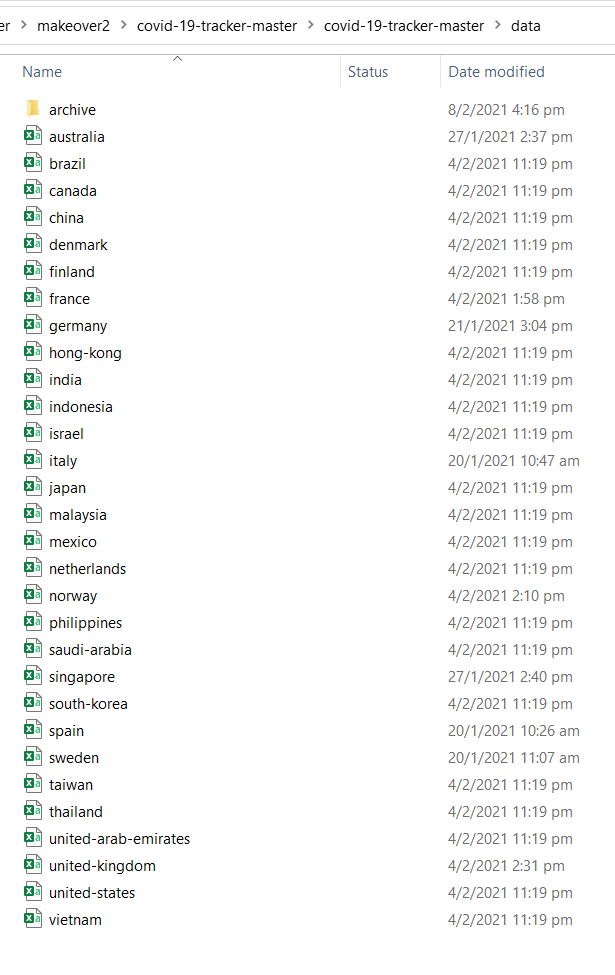 er > makeover2 > covid-19-tracker-master > covid-19-tracker-master > data
Name Status Date modified
archive 8/2/2021 4:16 pm
australia 27/1/2021 2:37 pm
brazil 4/2/2021 11:19 pm
canada 4/2/2021 11:19 pm
china 4/2/2021 11:19 pm
denmark 4/2/2021 11:19 pm
finland 4/2/2021 11:19 pm
france 4/2/2021 1:58 pm
germany 21/1/2021 3:04 pm
hong-kong 4/2/2021 11:19 pm
india 4/2/2021 11:19 pm
indonesia 4/2/2021 11:19 pm
israel 4/2/2021 11:19 pm
italy 20/1/2021 10:47 am
japan 4/2/2021 11:19 pm
malaysia 4/2/2021 11:19 pm
mexico 4/2/2021 11:19 pm
netherlands 4/2/2021 11:19 pm
norway 4/2/2021 2:10 pm
philippines 4/2/2021 11:19 pm
saudi-arabia 4/2/2021 11:19 pm
singapore 27/1/2021 2:40 pm
south-korea 4/2/2021 11:19 pm
spain 20/1/2021 10:26 am
sweden 20/1/2021 11:07 am
taiwan 4/2/2021 11:19 pm
thailand 4/2/2021 11:19 pm
united-arab-emirates 4/2/2021 11:19 pm
united-kingdom 4/2/2021 2:31 pm
united-states 4/2/2021 11:19 pm
vietnam 4/2/2021 11:19 pm